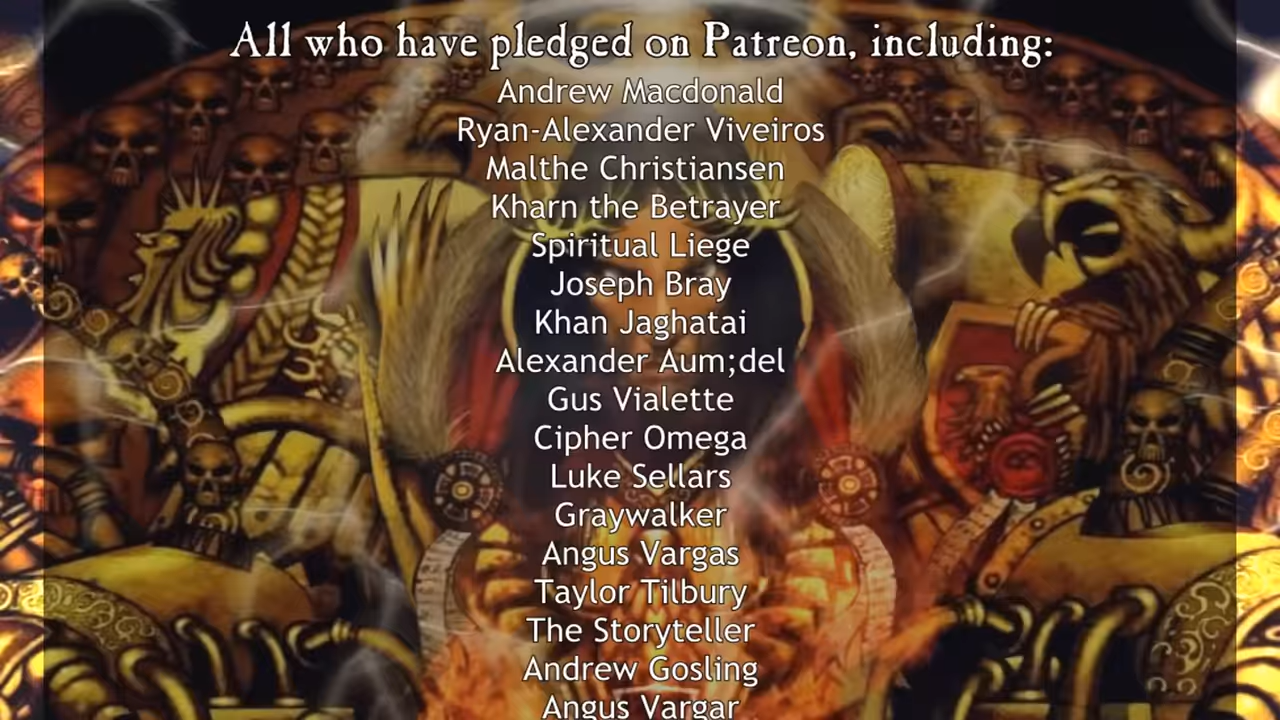 All who have pledged on Patreon, including:
Andrew Macdonald
Ryan-Alexander Viveiros
Malthe Christiansen
Kharn the Betrayer
Spiritual Liege
Joseph Bray
Khan Jaghatai
Alexander Aum;del
Gus Vialette
Cipher Omega
Luke Sellars
Graywalker
Angus Vargas
Taylor Tilbury
The Storyteller
Andrew Gosling
Angus Vargar